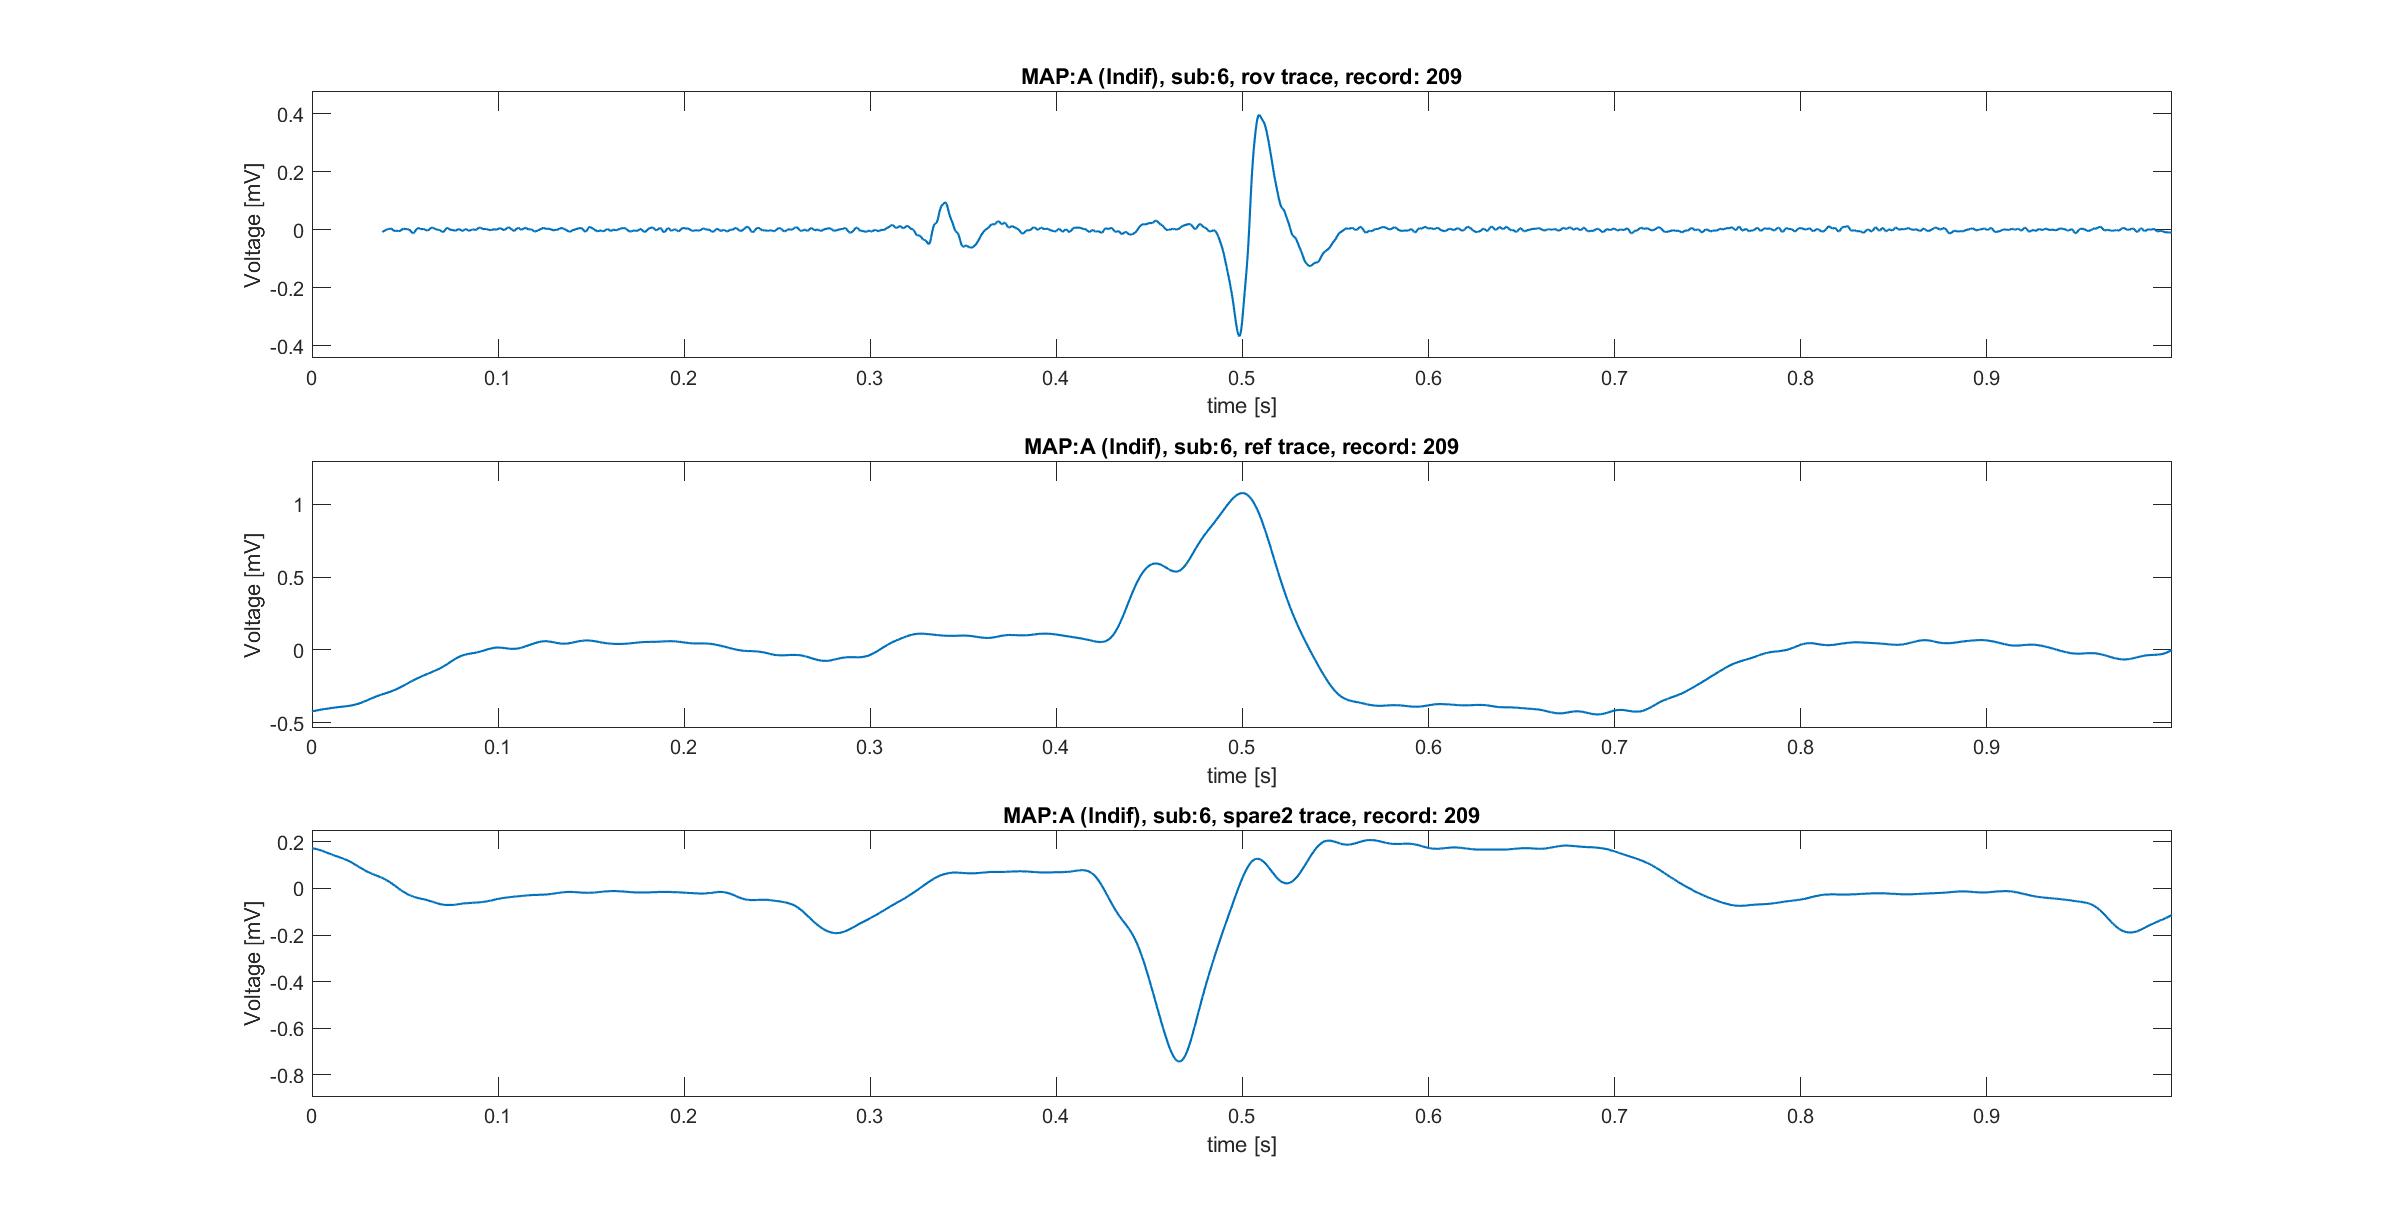 MAP:A (Indif), sub:6, rov trace, record: 209
Voltage [mV]
0.4
0.2
0
-0.2
-0.4
0 0.1 0.2 0.3 0.4 0.5 0.6 0.7 0.8 0.9
time [s]
MAP:A (Indif), sub:6, ref trace, record: 209
Voltage [mV]
1
0.5
0
-0.5
0 0.1 0.2 0.3 0.4 0.5 0.6 0.7 0.8 0.9
time [s]
MAP:A (Indif), sub:6, spare2 trace, record: 209
Voltage [mV]
0.2
0
-0.2
-0.4
-0.6
-0.8
0 0.1 0.2 0.3 0.4 0.5 0.6 0.7 0.8 0.9
time [s]